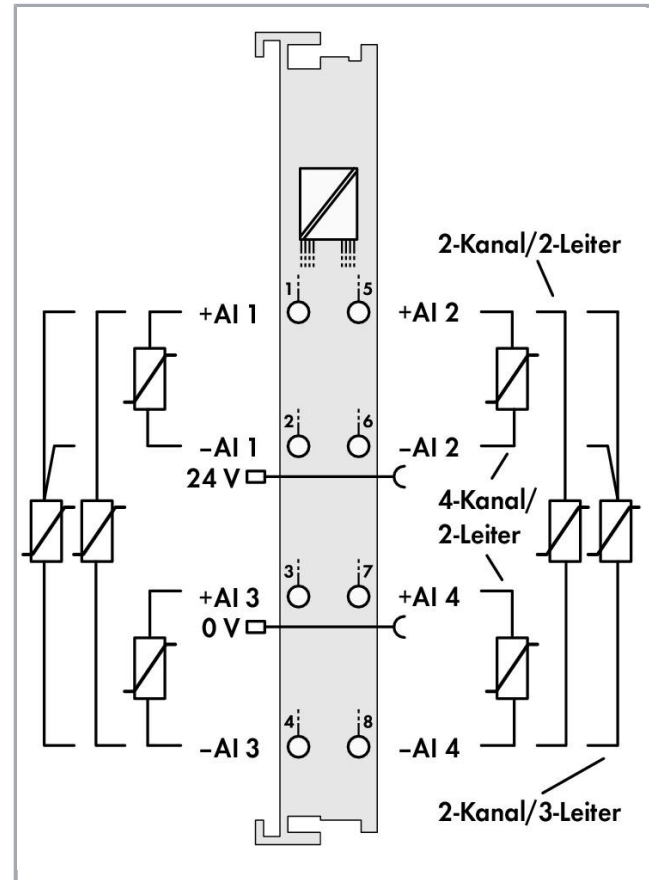 2-Kanal/2-Leiter
+AI 1
1
5
+AI 2
–AI 1
2
6
–AI 2
24 V
4-Kanal/
2-Leiter
+AI 3
3
7
+AI 4
0 V
–AI 3
4
8
–AI 4
2-Kanal/3-Leiter